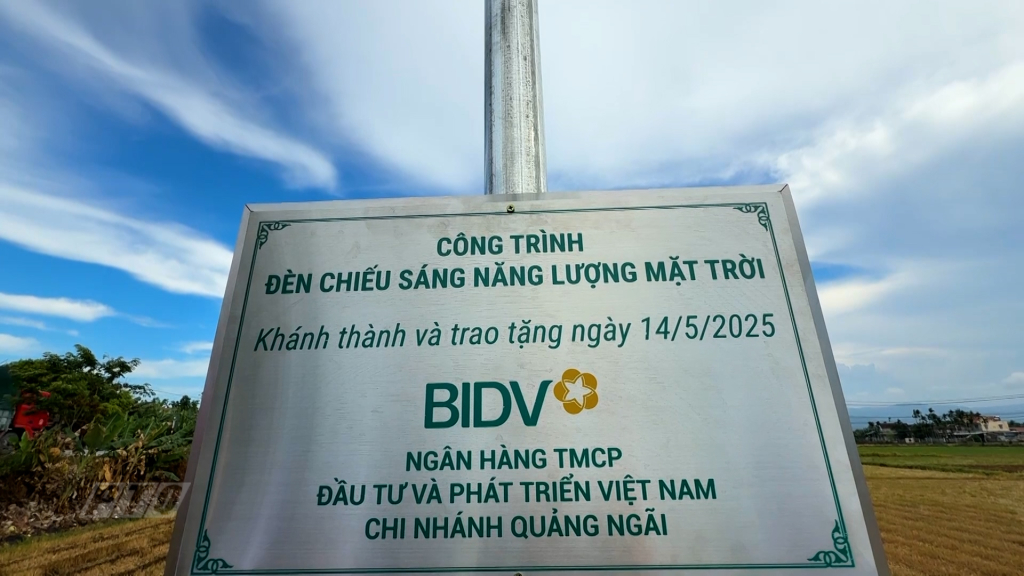 CÔNG TRÌNH
ĐÈN CHIẾU SÁNG NĂNG LƯỢNG MẶT TRỜI
Khánh thành và trao tặng ngày 14/5/2025
BIDV
NGÂN HÀNG TMCP
ĐẦU TƯ VÀ PHÁT TRIỂN VIỆT NAM
CHI NHÁNH QUẢNG NGÃI